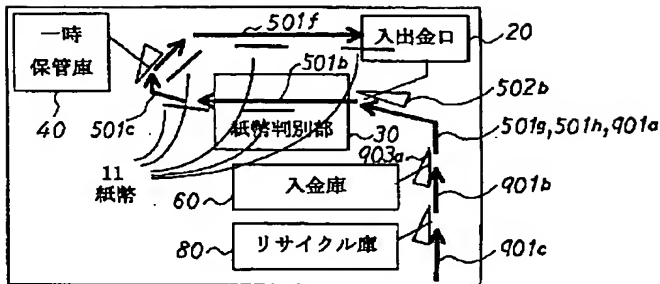 501f
一時
保管庫
40
入出金口
20
501b
502b
501c
紙幣判別部
30
501g,501h,901a
11
紙幣
903a
入金庫
60
901b
リサイクル庫
80
901c